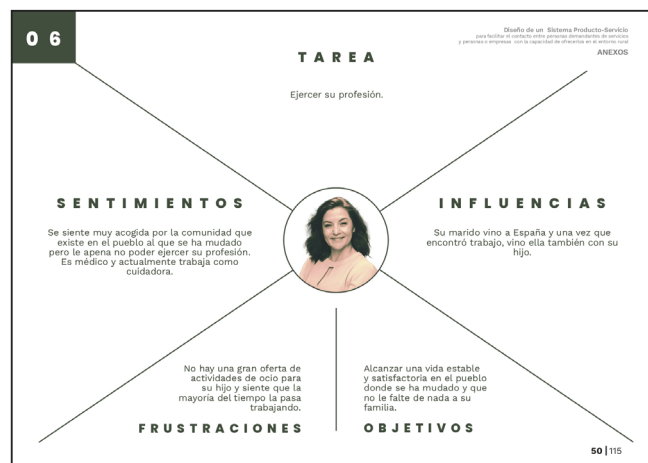 06
Diseño de un Sistema Producto-Servicio
para facilitar el contacto entre personas demandantes de servicios
y personas o empresas con la capacidad de ofrecerlos en el entorno rural
ANEXOS
TAREA
Ejercer su profesión.
SENTIMIENTOS
Se siente muy acogida por la comunidad que
existe en el pueblo al que se ha mudado
pero le apena no poder ejercer su profesión.
Es médico y actualmente trabaja como
cuidadora.
INFLUENCIAS
Su marido vino a España y una vez que
encontró trabajo, vino ella también con su
hijo.
No hay una gran oferta de
actividades de ocio para
su hijo y siente que la
mayoría del tiempo la pasa
trabajando.
FRUSTRACIONES
Alcanzar una vida estable
y satisfactoria en el pueblo
donde se ha mudado y que
no le falte de nada a su
familia.
OBJETIVOS
50 | 115